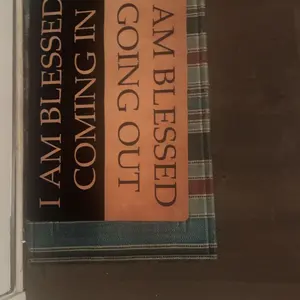 I AM BLESSED
COMING IN
AM BLESSED
GOING OUT